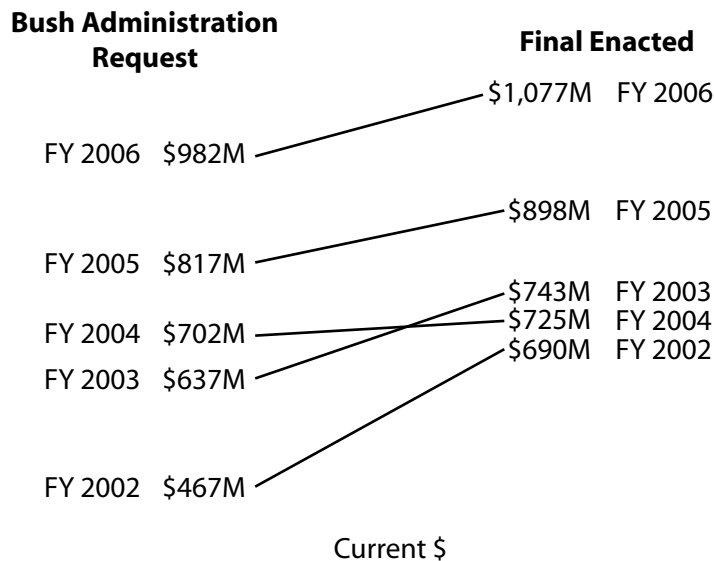 Bush Administration
Request
Final Enacted
$1,077M FY 2006
FY 2006 $982M
$898M FY 2005
FY 2005 $817M
$743M FY 2003
FY 2004 $702M
$725M FY 2004
$690M FY 2002
FY 2003 $637M
FY 2002 $467M
Current $